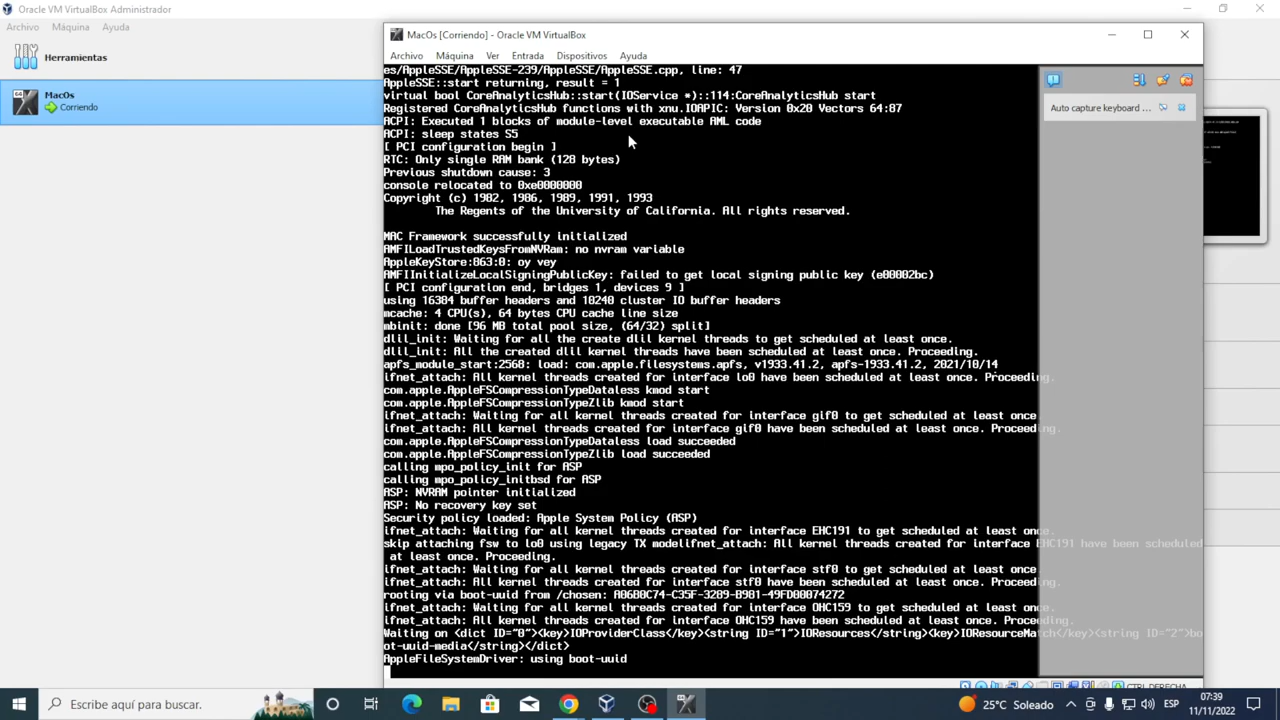 Oracle VM VirtualBox Administrador
Archivo Máquina Ayuda
Herramientas
MacOs
Corriendo
MacOs [Corriendo] - Oracle VM VirtualBox
Archivo Máquina Ver Entrada Dispositivos Ayuda
es/AppleSSE/AppleSSE-239/AppleSSE/AppleSSE.cpp, line: 47
AppleSSE::start returning, result = 1
virtual bool CoreAnalyticsHub::start(IOService *)::114:CoreAnalyticsHub start
Registered CoreAnalyticsHub functions with xnu.IOAPIC: Version 0x20 Vectors 64:87
ACPI: Executed 1 blocks of module-level executable AML code
ACPI: sleep states S5
[ PCI configuration begin ]
RTC: Only single RAM bank (128 bytes)
Previous shutdown cause: 3
console relocated to 0xe0000000
Copyright (c) 1982, 1986, 1989, 1991, 1993
The Regents of the University of California. All rights reserved.
MAC Framework successfully initialized
AMFILoadTrustedKeysFromNVRam: no nvram variable
AppleKeyStore:863:0: oy vey
AMFIInitializeLocalSigningPublicKey: failed to get local signing public key (e00002bc)
[ PCI configuration end, bridges 1, devices 9 ]
using 16384 buffer headers and 10240 cluster IO buffer headers
mcache: 4 CPU(s), 64 bytes CPU cache line size
mbinit: done [96 MB total pool size, (64/32) split]
dlil_init: Waiting for all the create dlil kernel threads to get scheduled at least once.
dlil_init: All the created dlil kernel threads have been scheduled at least once. Proceeding.
apfs_module_start:2568: load: com.apple.filesystems.apfs, v1933.41.2, apfs-1933.41.2, 2021/10/14
ifnet_attach: All kernel threads created for interface lo0 have been scheduled at least once. Proceeding.
com.apple.AppleFSCompressionTypeDataless kmod start
com.apple.AppleFSCompressionTypeZlib kmod start
ifnet_attach: Waiting for all kernel threads created for interface gif0 to get scheduled at least once
ifnet_attach: All kernel threads created for interface gif0 have been scheduled at least once. Proceeding.
com.apple.AppleFSCompressionTypeDataless load succeeded
com.apple.AppleFSCompressionTypeZlib load succeeded
calling mpo_policy_init for ASP
calling mpo_policy_initbsd for ASP
ASP: NVRAM pointer initialized
ASP: No recovery key set
Security policy loaded: Apple System Policy (ASP)
ifnet_attach: Waiting for all kernel threads created for interface EHC191 to get scheduled at least once.
skip attaching fsw to lo0 using legacy TX modelifnet_attach: All kernel threads created for interface EHC191 have been scheduled
at least once. Proceeding.
ifnet_attach: Waiting for all kernel threads created for interface stf0 to get scheduled at least once.
ifnet_attach: All kernel threads created for interface stf0 have been scheduled at least once. Proceeding.
rooting via boot-uuid from /chosen: A06B0C74-C35F-3289-B981-49FD00074272
ifnet_attach: Waiting for all kernel threads created for interface OHC159 to get scheduled at least once.
ifnet_attach: All kernel threads created for interface OHC159 have been scheduled at least once. Proceeding.
Waiting on <dict ID="0"><key>IOProviderClass</key><string ID="1">IOResources</string><key>IOResourceMatch</key><string ID="2">bo
ot-uuid-media</string></dict>
AppleFileSystemDriver: using boot-uuid
Auto capture keyboard ...
CTRL DERECHA
Escribe aquí para buscar.
25°C Soleado
ESP
07:39
11/11/2022